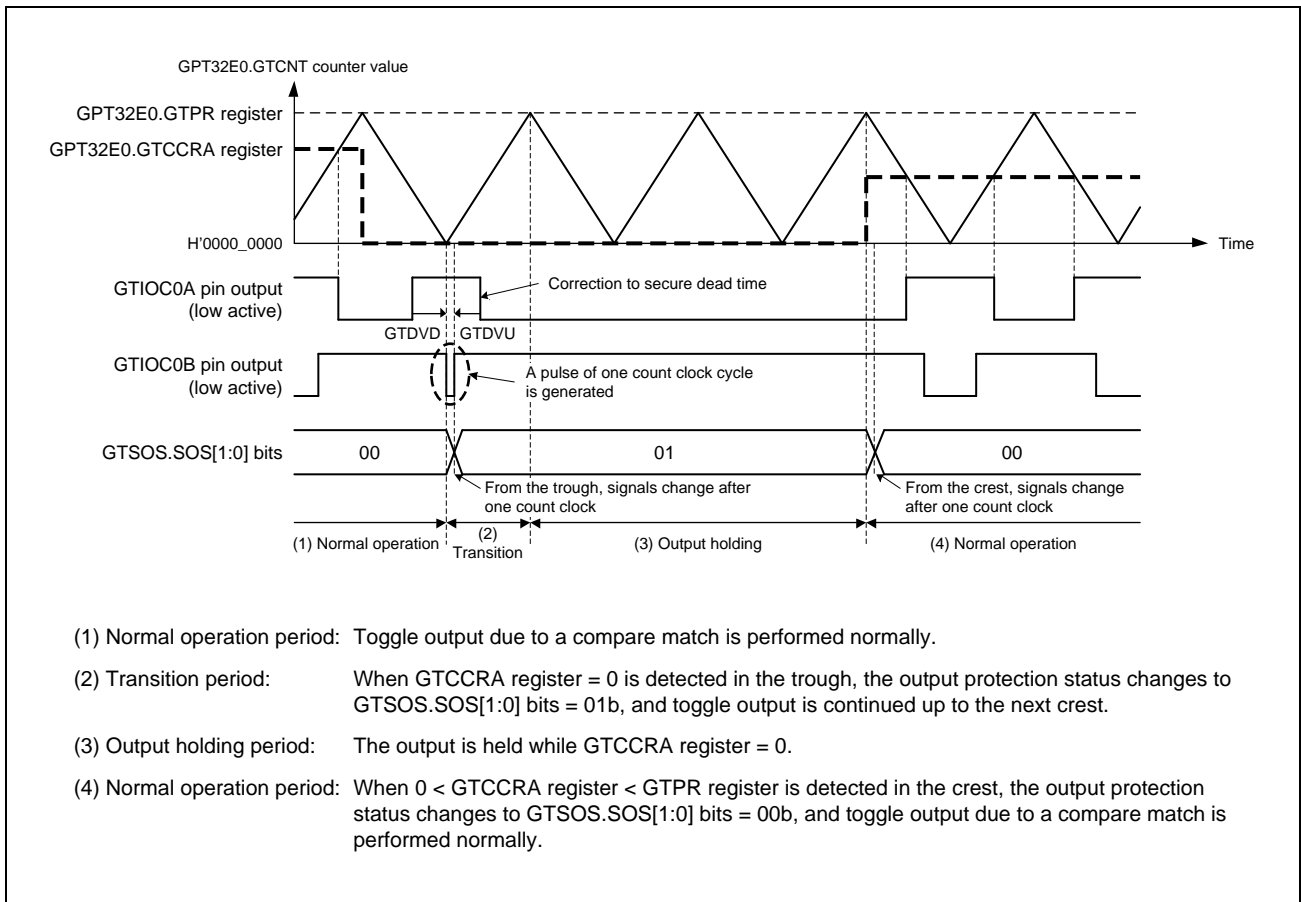 GPT32E0.GTCNT counter value
GPT32E0.GTPR register
GPT32E0.GTCCRA register
H'0000_0000
Time
GTIOC0A pin output
(low active)
Correction to secure dead time
GTDVD
GTDVU
GTIOC0B pin output
(low active)
A pulse of one count clock cycle
is generated
GTSOS.SOS[1:0] bits
00
01
00
From the trough, signals change after
one count clock
From the crest, signals change
after one count clock
(1) Normal operation
(2)
Transition
(3) Output holding
(4) Normal operation
(1) Normal operation period: Toggle output due to a compare match is performed normally.
(2) Transition period: When GTCCRA register = 0 is detected in the trough, the output protection status changes to
GTSOS.SOS[1:0] bits = 01b, and toggle output is continued up to the next crest.
(3) Output holding period: The output is held while GTCCRA register = 0.
(4) Normal operation period: When 0 < GTCCRA register < GTPR register is detected in the crest, the output protection
status changes to GTSOS.SOS[1:0] bits = 00b, and toggle output due to a compare match is
performed normally.